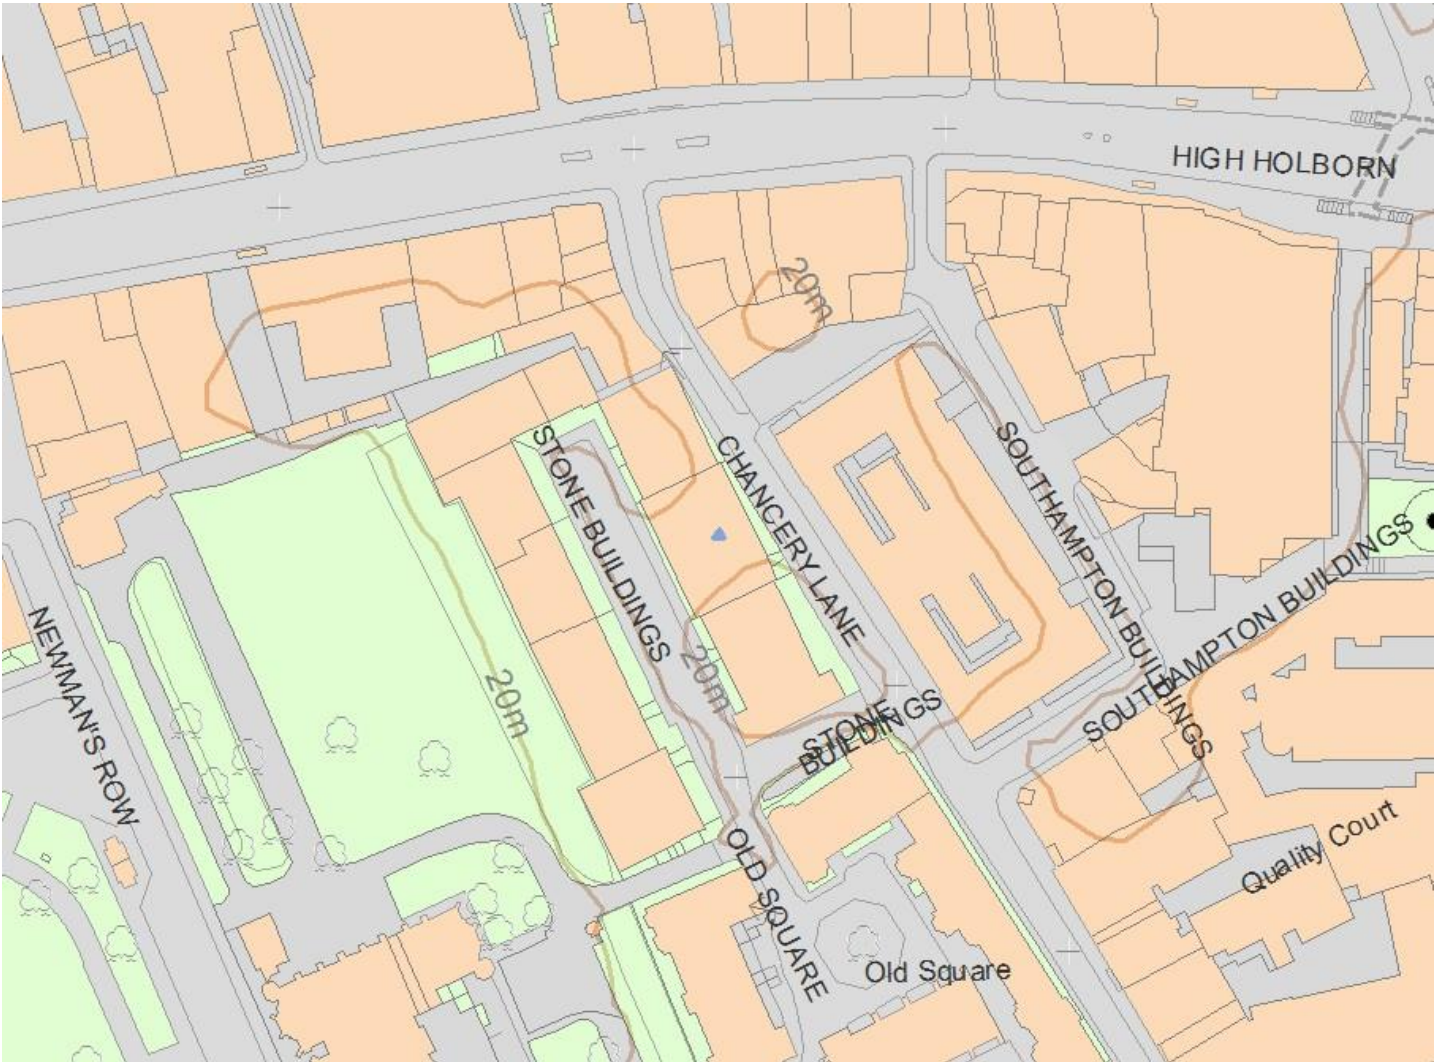 HIGH HOLBORN
20m
STONE BUILDINGS
CHANCERY LANE
SOUTHAMPTON BUILDINGS
SOUTHAMPTON BUILDINGS
NEWMAN'S ROW
20m
20m
STONE
BUILDINGS
OLD SQUARE
Quality Court
Old Square